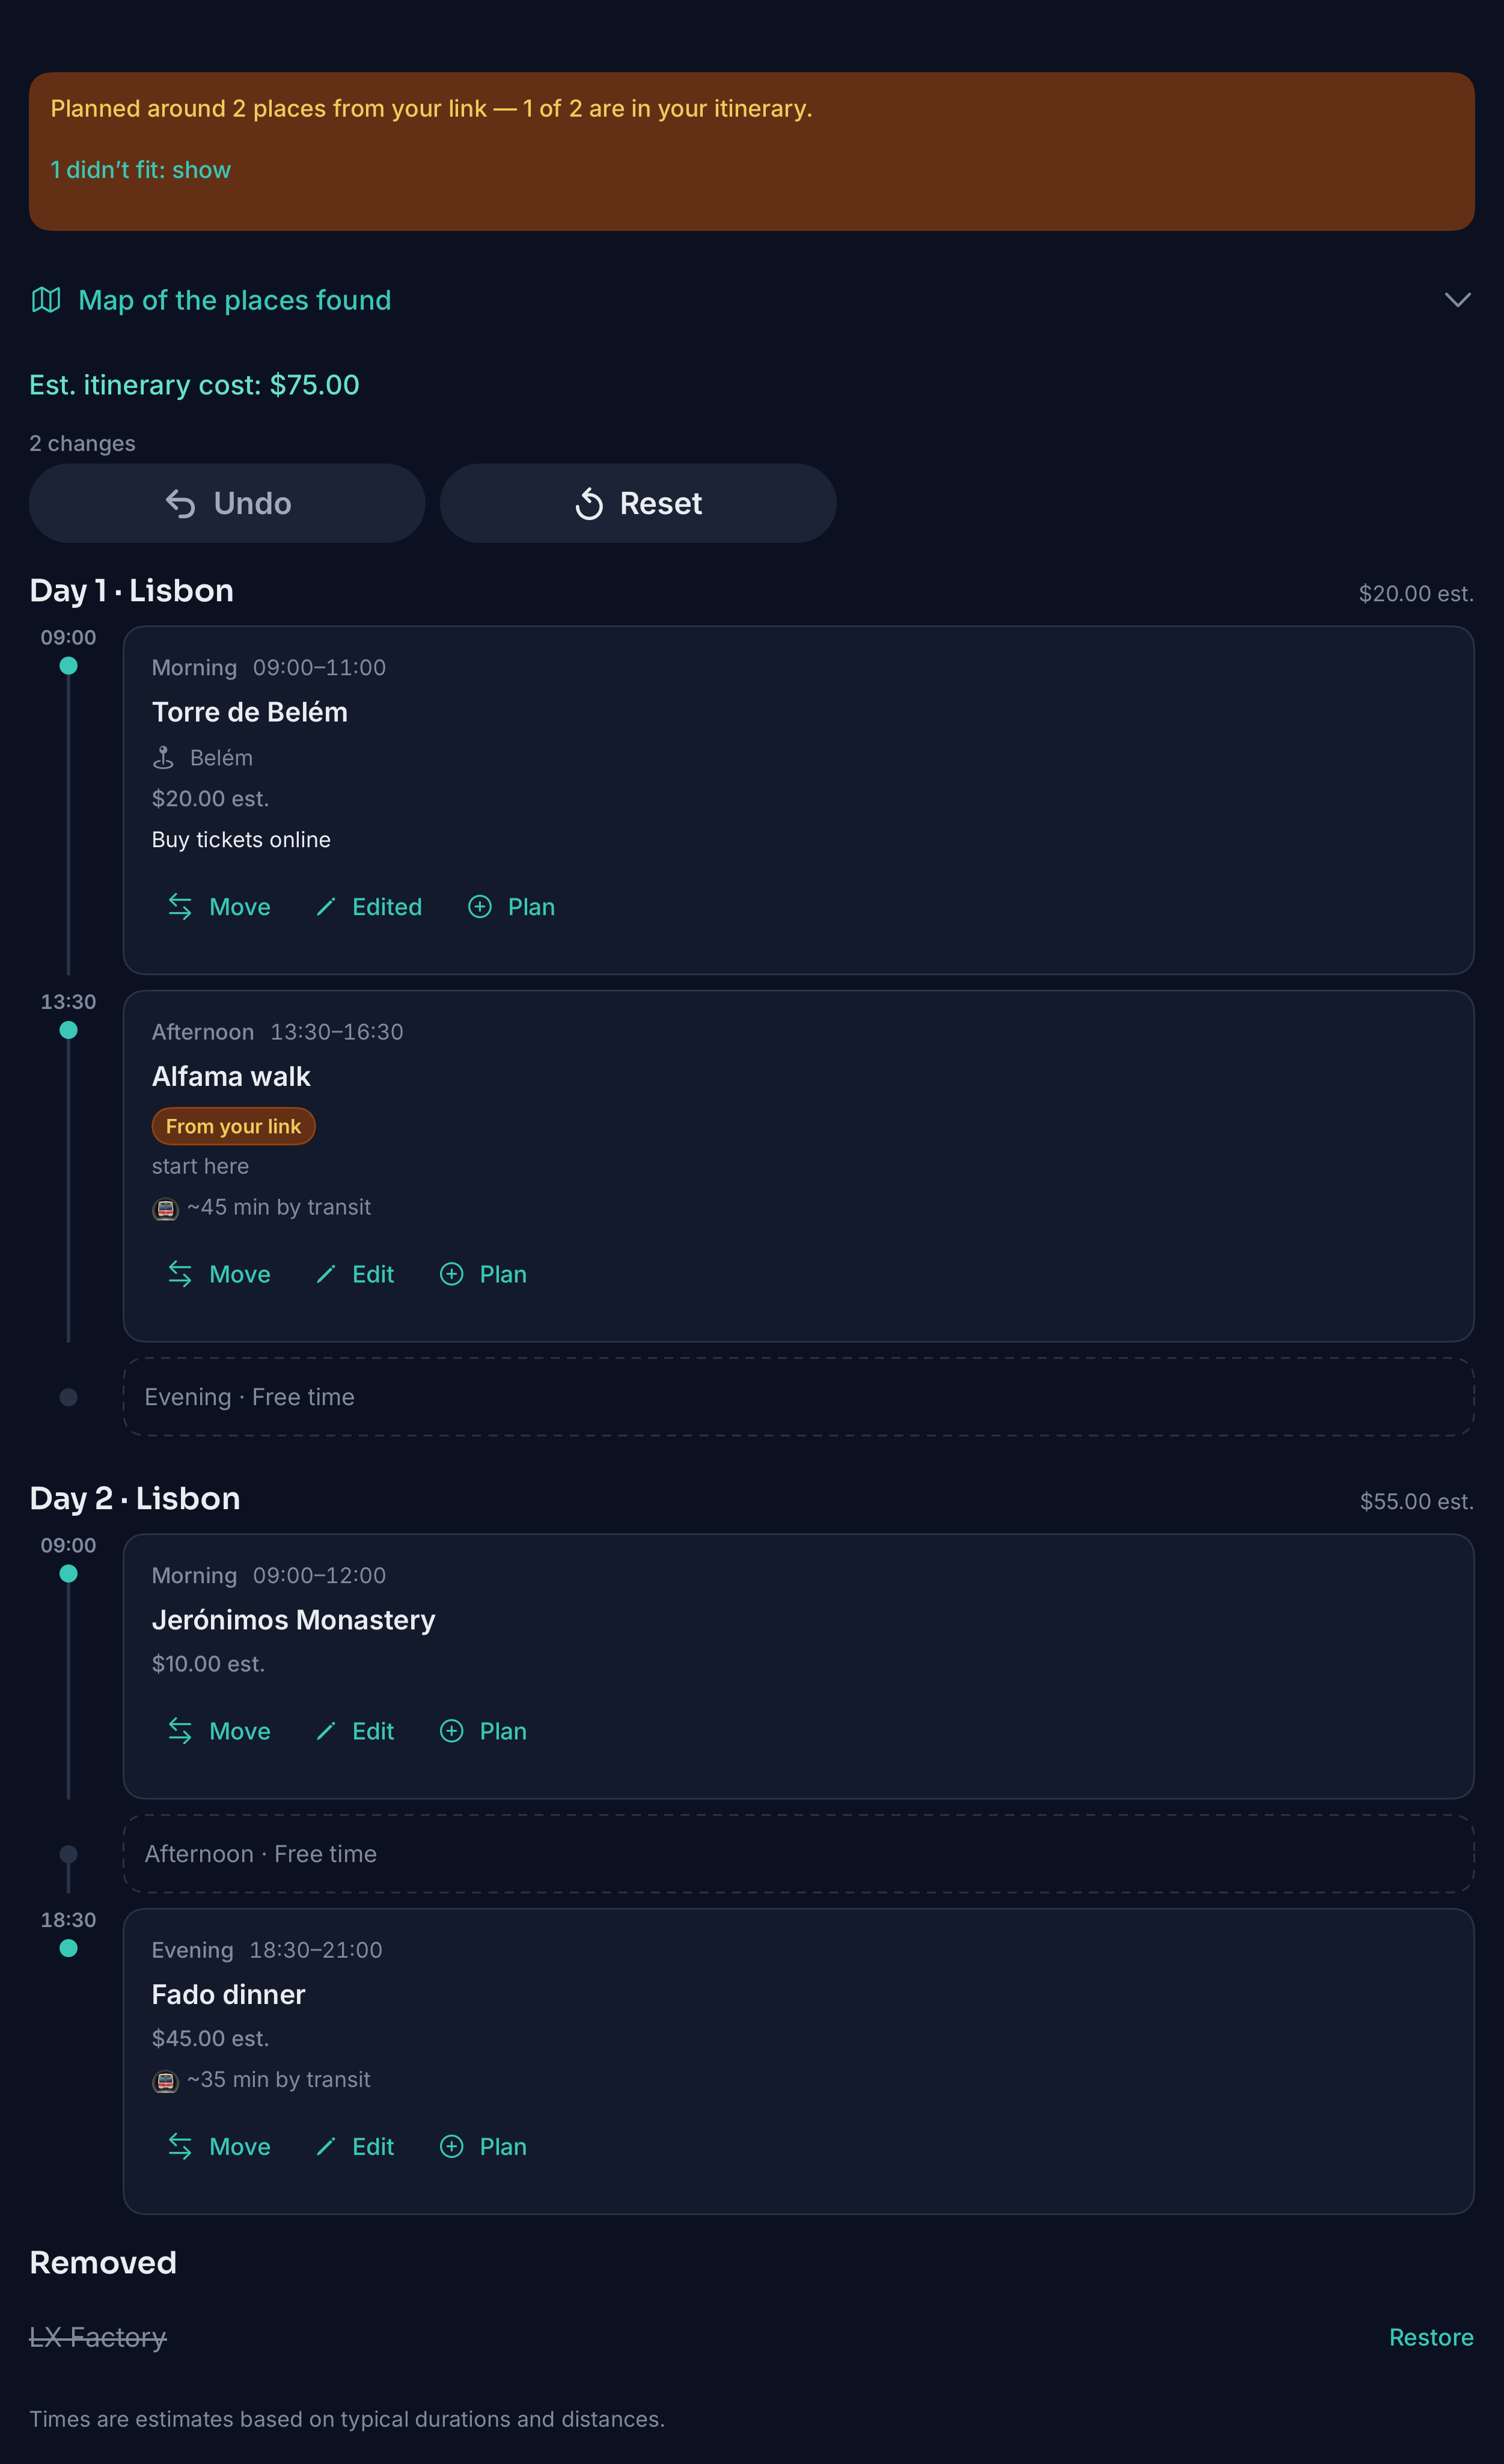 Planned around 2 places from your link — 1 of 2 are in your itinerary.
1 didn’t fit: show
Map of the places found
Est. itinerary cost: $75.00
2 changes
Undo
Reset
Day 1 · Lisbon
$20.00 est.
09:00
Morning 09:00–11:00
Torre de Belém
Belém
$20.00 est.
Buy tickets online
Move
Edited
Plan
13:30
Afternoon 13:30–16:30
Alfama walk
From your link
start here
~45 min by transit
Move
Edit
Plan
Evening · Free time
Day 2 · Lisbon
$55.00 est.
09:00
Morning 09:00–12:00
Jerónimos Monastery
$10.00 est.
Move
Edit
Plan
Afternoon · Free time
18:30
Evening 18:30–21:00
Fado dinner
$45.00 est.
~35 min by transit
Move
Edit
Plan
Removed
LX Factory
Restore
Times are estimates based on typical durations and distances.